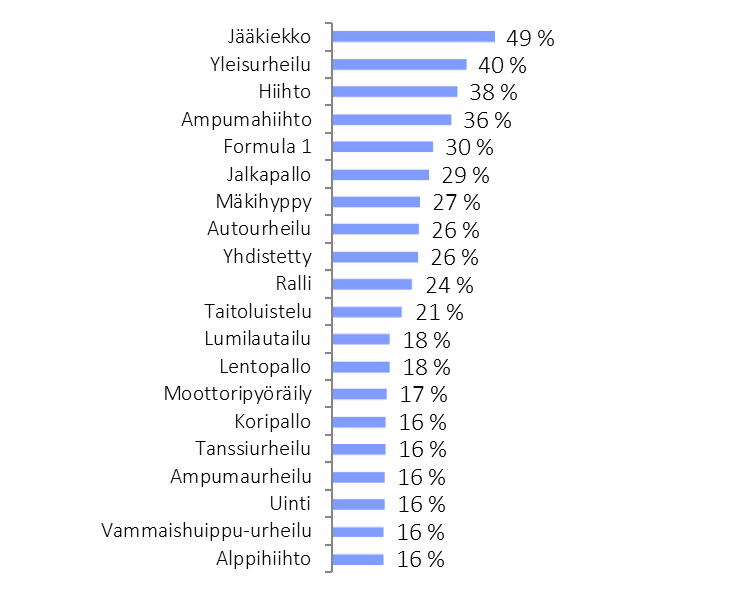 Jääkiekko 49 %
Yleisurheilu 40 %
Hiihto 38 %
Ampumahiihto 36 %
Formula 1 30 %
Jalkapallo 29 %
Mäkihyppy 27 %
Autourheilu 26 %
Yhdistetty 26 %
Ralli 24 %
Taitoluistelu 21 %
Lumilautailu 18 %
Lentopallo 18 %
Moottoripyöräily 17 %
Koripallo 16 %
Tanssiurheilu 16 %
Ampumaurheilu 16 %
Uinti 16 %
Vammaishuippu-urheilu 16 %
Alppihiihto 16 %